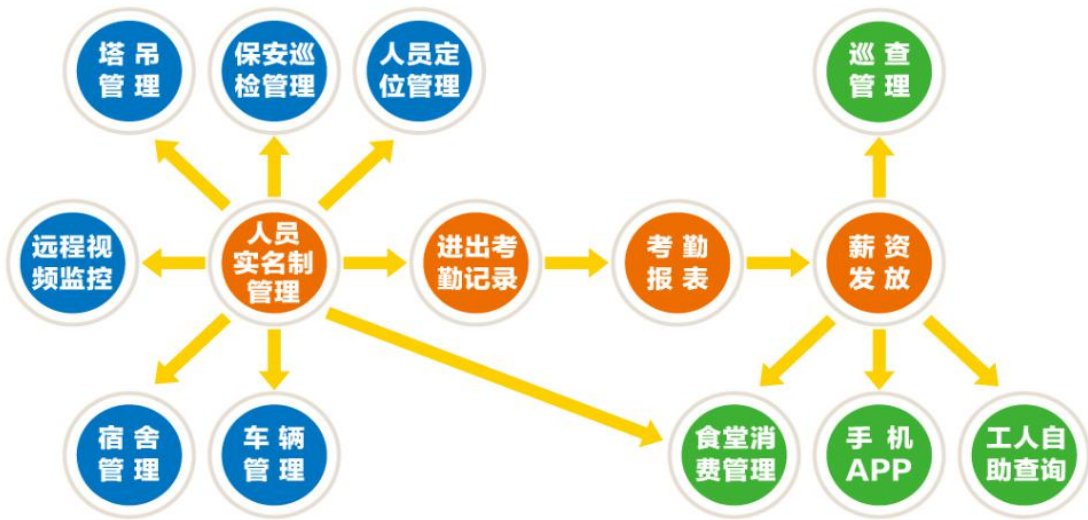 塔吊
管理
保安巡
检管理
人员定
位管理
巡查
管理
远程视
频监控
人员
实名制
管理
进出考
勤记录
考勤
报表
薪资
发放
宿舍
管理
车辆
管理
食堂消
费管理
手机
APP
工人自
助查询